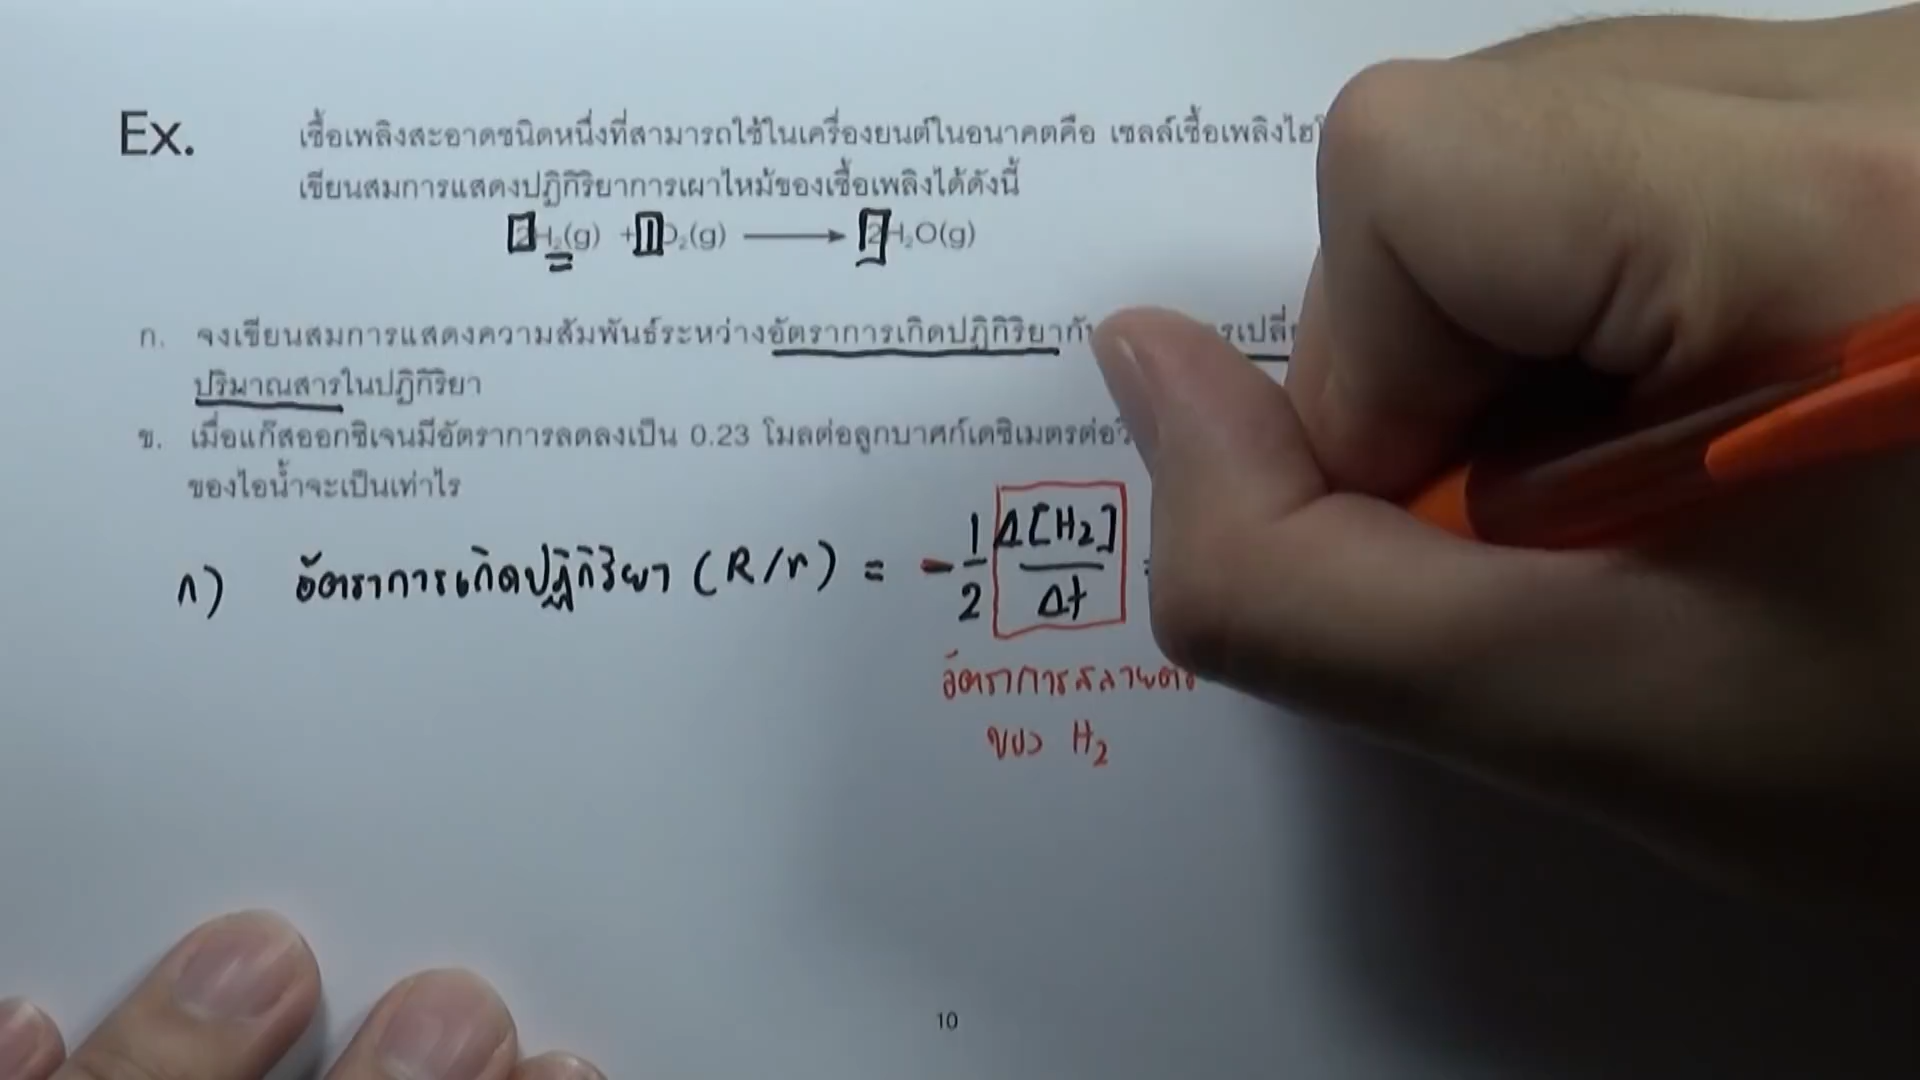 Ex.
เชื้อเพลิงสะอาดชนิดหนึ่งที่สามารถใช้ในเครื่องยนต์ในอนาคตคือ เซลล์เชื้อเพลิง
เขียนสมการแสดงปฏิกิริยาการเผาไหม้ของเชื้อเพลิงได้ดังนี้
2H₂(g) + 1O₂(g) ⟶ 2H₂O(g)
ก. จงเขียนสมการแสดงความสัมพันธ์ระหว่างอัตราการเกิดปฏิกิริยา
ปริมาณสารในปฏิกิริยา
ข. เมื่อแก๊สออกซิเจนมีอัตราการลดลงเป็น 0.23 โมลต่อลูกบาศก์เดซิเมตรต่อ
ของไอน้ำจะเป็นเท่าไร
ก) อัตราการเกิดปฏิกิริยา (R/r) = - 1/2 Δ[H₂]/Δt =
อัตราการสลายตัว
ของ H₂
10